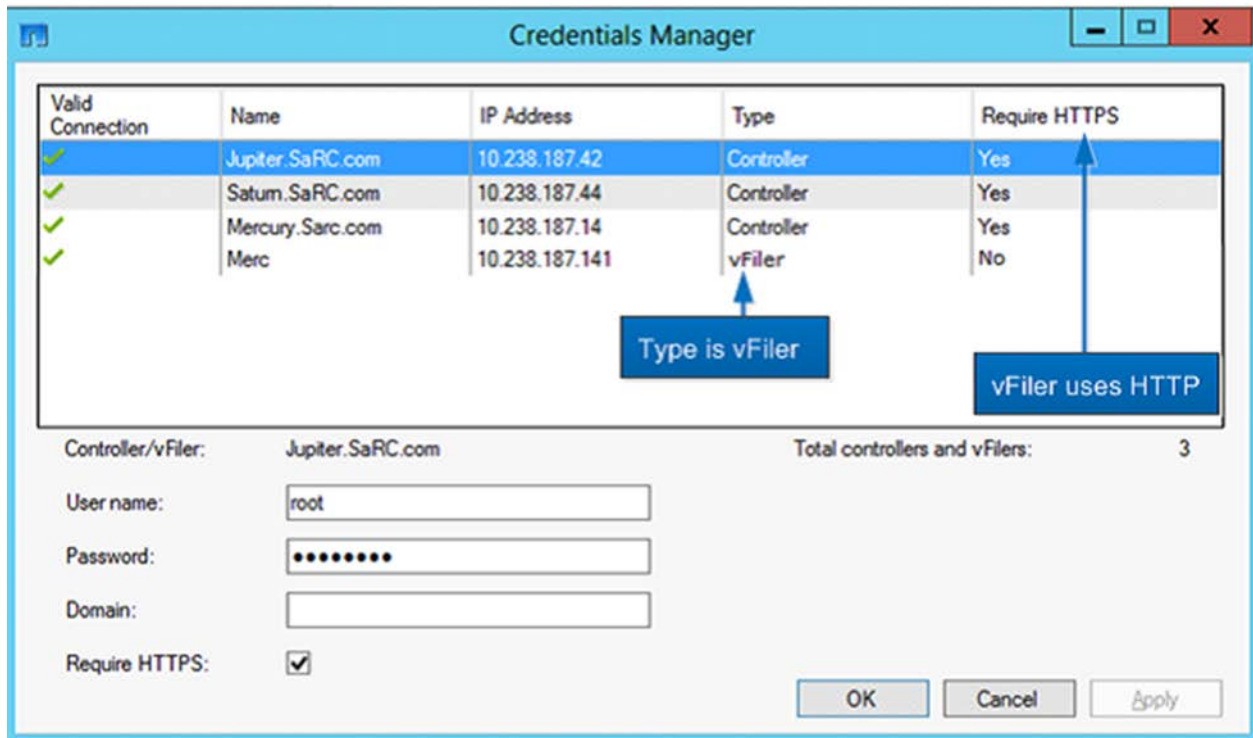 Credentials Manager
Valid Connection Name IP Address Type Require HTTPS
Jupiter.SaRC.com 10.238.187.42 Controller Yes
Saturn.SaRC.com 10.238.187.44 Controller Yes
Mercury.Sarc.com 10.238.187.14 Controller Yes
Merc 10.238.187.141 vFiler No
Type is vFiler
vFiler uses HTTP
Controller/vFiler: Jupiter.SaRC.com Total controllers and vFilers: 3
User name: root
Password: ••••••••
Domain:
Require HTTPS:
OK Cancel Apply